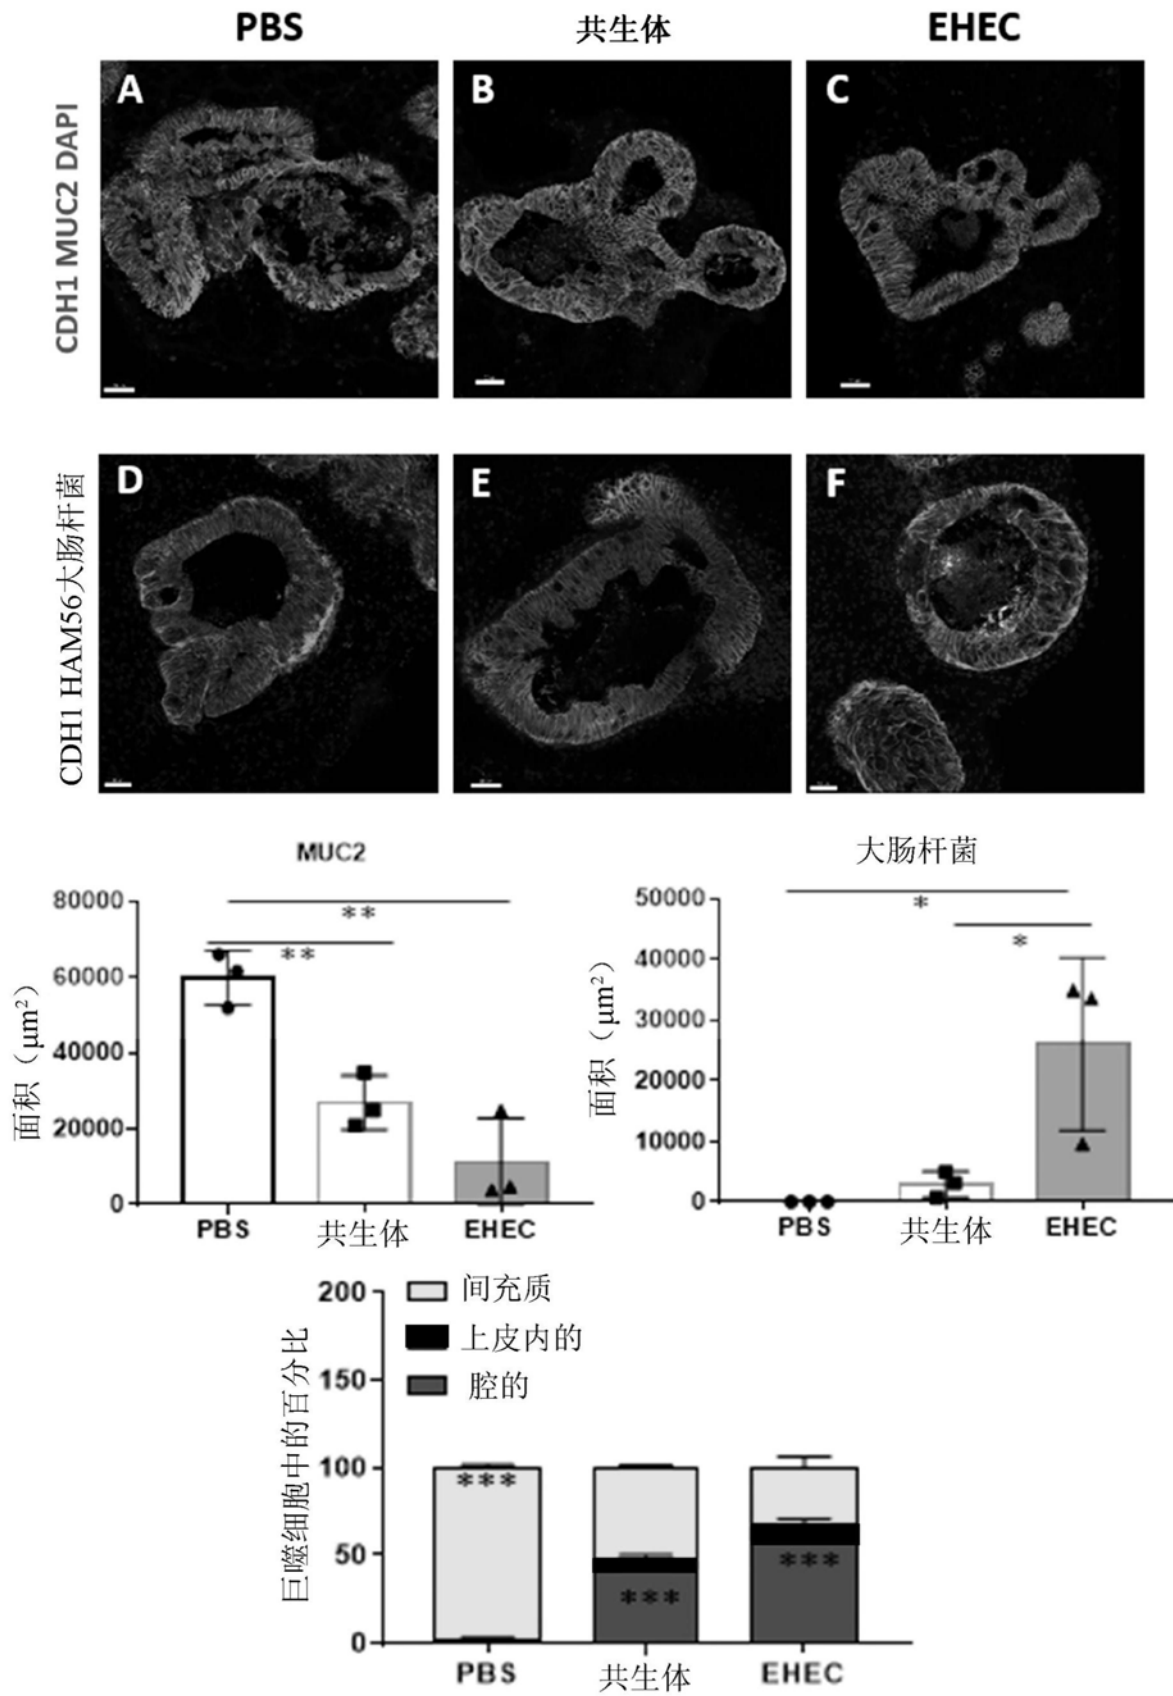 PBS 共生体 EHEC
CDH1 MUC2 DAPI
A B C
CDH1 HAM56大肠杆菌
D E F
MUC2
面积（μm²）
80000
60000
40000
20000
0
**
**
PBS 共生体 EHEC
大肠杆菌
面积（μm²）
50000
40000
30000
20000
10000
0
*
*
PBS 共生体 EHEC
巨噬细胞中的百分比
200
150
100
50
0
间充质
上皮内的
腔的
***
***
***
PBS 共生体 EHEC